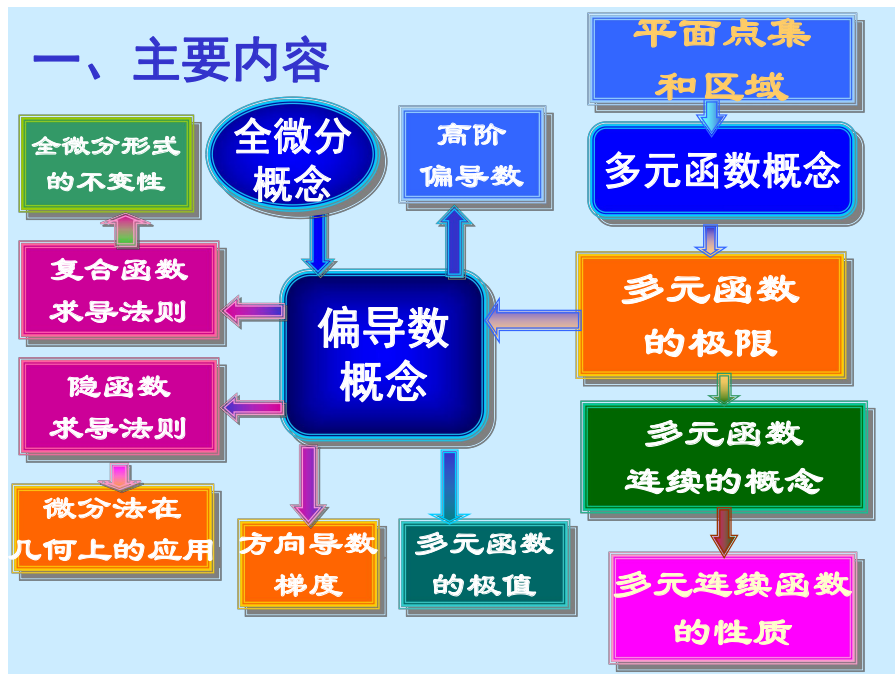 一、主要内容
平面点集
和区域
全微分形式
的不变性
全微分
概念
高阶
偏导数
多元函数概念
复合函数
求导法则
偏导数
概念
多元函数
的极限
隐函数
求导法则
多元函数
连续的概念
微分法在
几何上的应用
方向导数
梯度
多元函数
的极值
多元连续函数
的性质